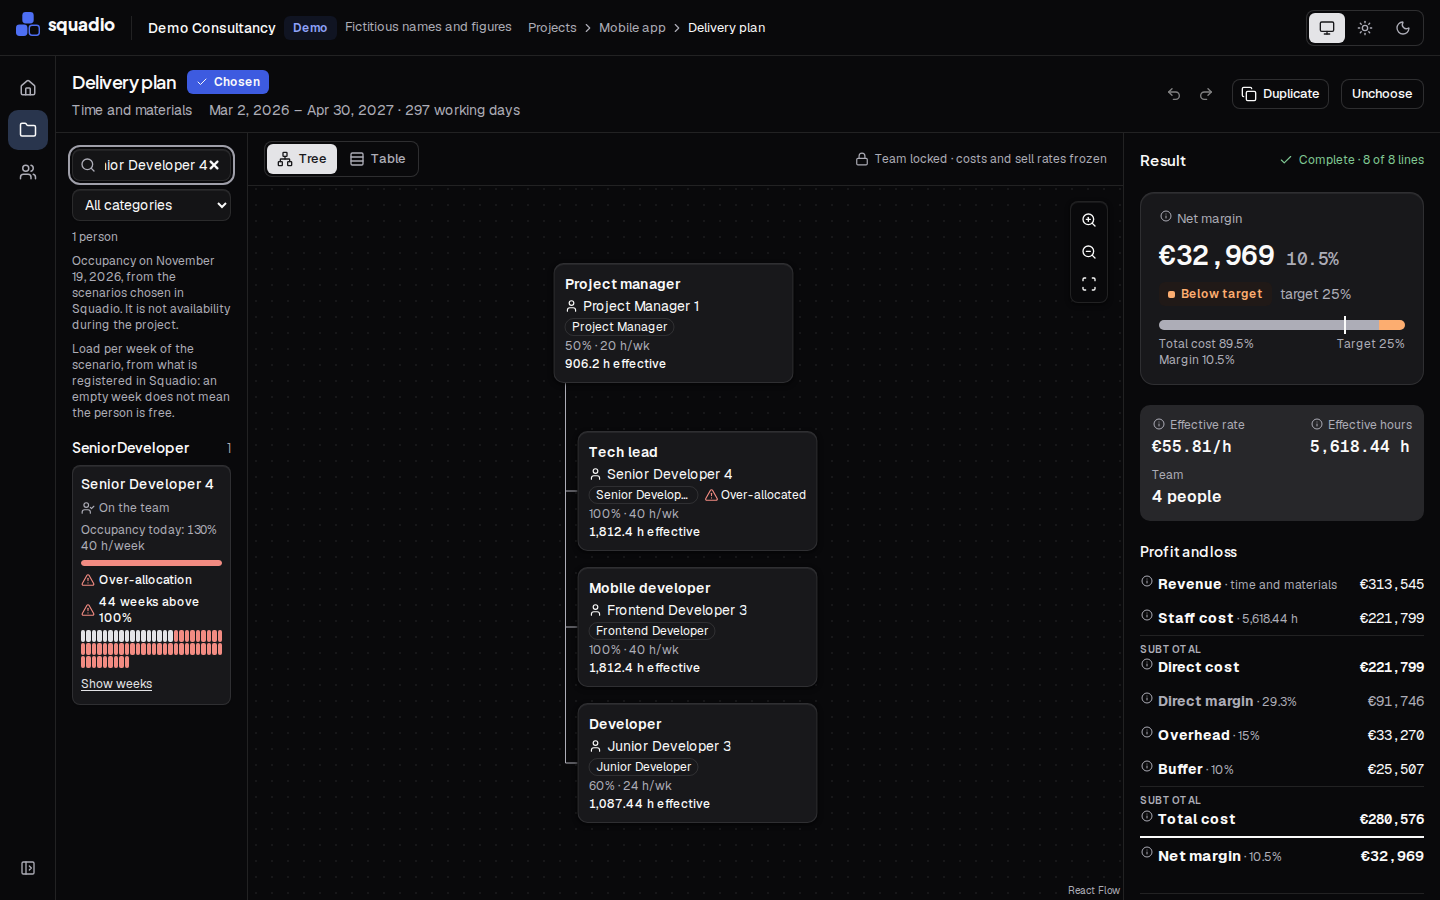 squadio
Demo Consultancy
Demo
Fictitious names and figures
Projects > Mobile app > Delivery plan
Delivery plan
Chosen
Time and materials
Mar 2, 2026 – Apr 30, 2027 · 297 working days
Duplicate
Unchoose
ior Developer 4
All categories
1 person
Occupancy on November
19, 2026, from the
scenarios chosen in
Squadio. It is not availability
during the project.
Load per week of the
scenario, from what is
registered in Squadio: an
empty week does not mean
the person is free.
Senior Developer 1
Senior Developer 4
On the team
Occupancy today: 130%
40 h/week
Over-allocation
44 weeks above
100%
Show weeks
Tree
Table
Team locked · costs and sell rates frozen
Project manager
Project Manager 1
Project Manager
50% · 20 h/wk
906.2 h effective
Tech lead
Senior Developer 4
Senior Develop…
Over-allocated
100% · 40 h/wk
1,812.4 h effective
Mobile developer
Frontend Developer 3
Frontend Developer
100% · 40 h/wk
1,812.4 h effective
Developer
Junior Developer 3
Junior Developer
60% · 24 h/wk
1,087.44 h effective
React Flow
Result
Complete · 8 of 8 lines
Net margin
€32,969 10.5%
Below target
target 25%
Total cost 89.5%
Target 25%
Margin 10.5%
Effective rate
€55.81/h
Effective hours
5,618.44 h
Team
4 people
Profit and loss
Revenue · time and materials €313,545
Staff cost · 5,618.44 h €221,799
SUBTOTAL
Direct cost €221,799
Direct margin · 29.3% €91,746
Overhead · 15% €33,270
Buffer · 10% €25,507
SUBTOTAL
Total cost €280,576
Net margin · 10.5% €32,969